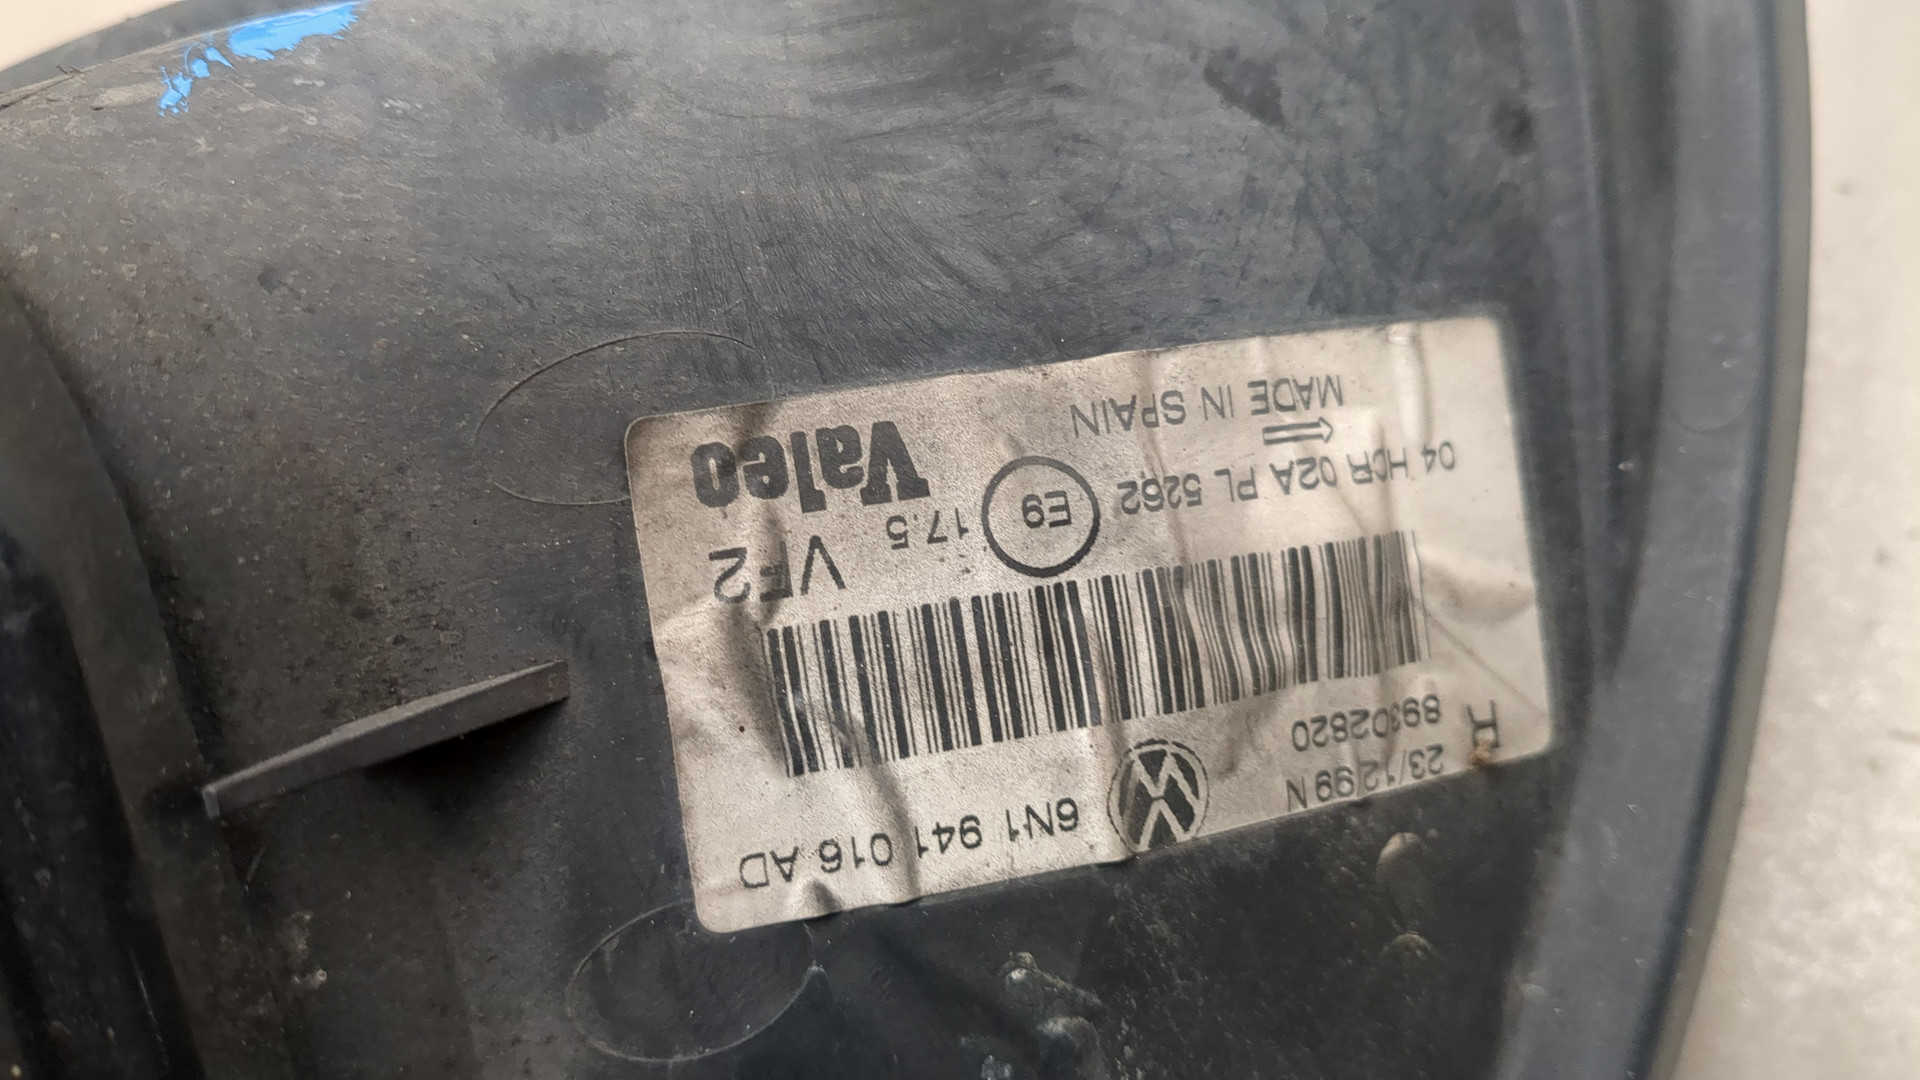 6N1 941 016 AD
23/12/99 N
89302820
H
VF2
17.5
E9
04 HCR 02A PL 5262
Valeo
MADE IN SPAIN